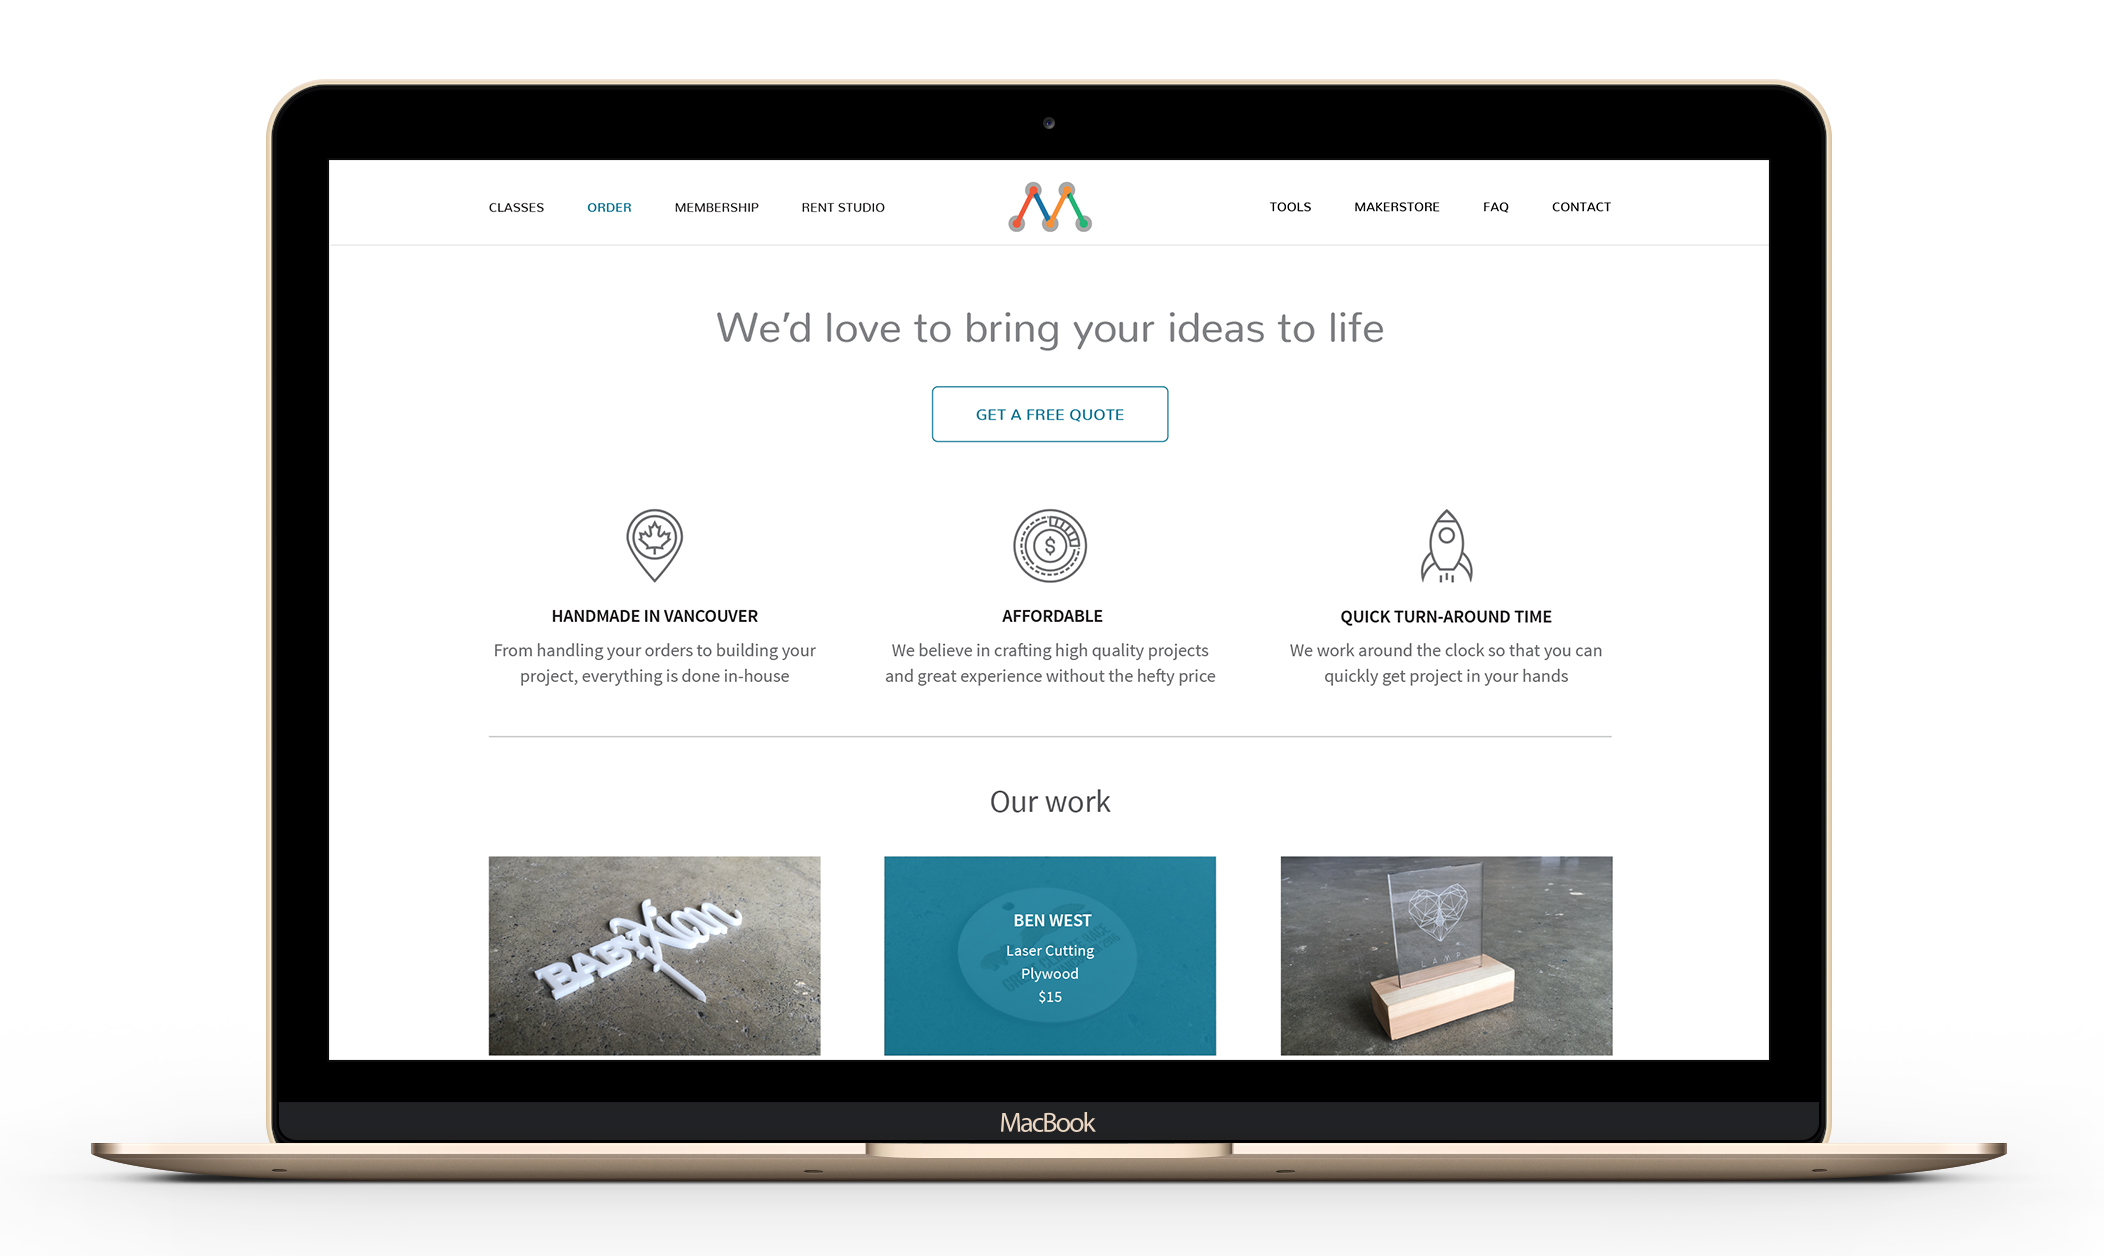 CLASSES ORDER MEMBERSHIP RENT STUDIO TOOLS MAKERSTORE FAQ CONTACT
We'd love to bring your ideas to life
GET A FREE QUOTE
$
HANDMADE IN VANCOUVER
From handling your orders to building your
project, everything is done in-house
AFFORDABLE
We believe in crafting high quality projects
and great experience without the hefty price
QUICK TURN-AROUND TIME
We work around the clock so that you can
quickly get project in your hands
Our work
BABY Xian
BEN WEST
Laser Cutting
Plywood
$15
LAYP
MacBook